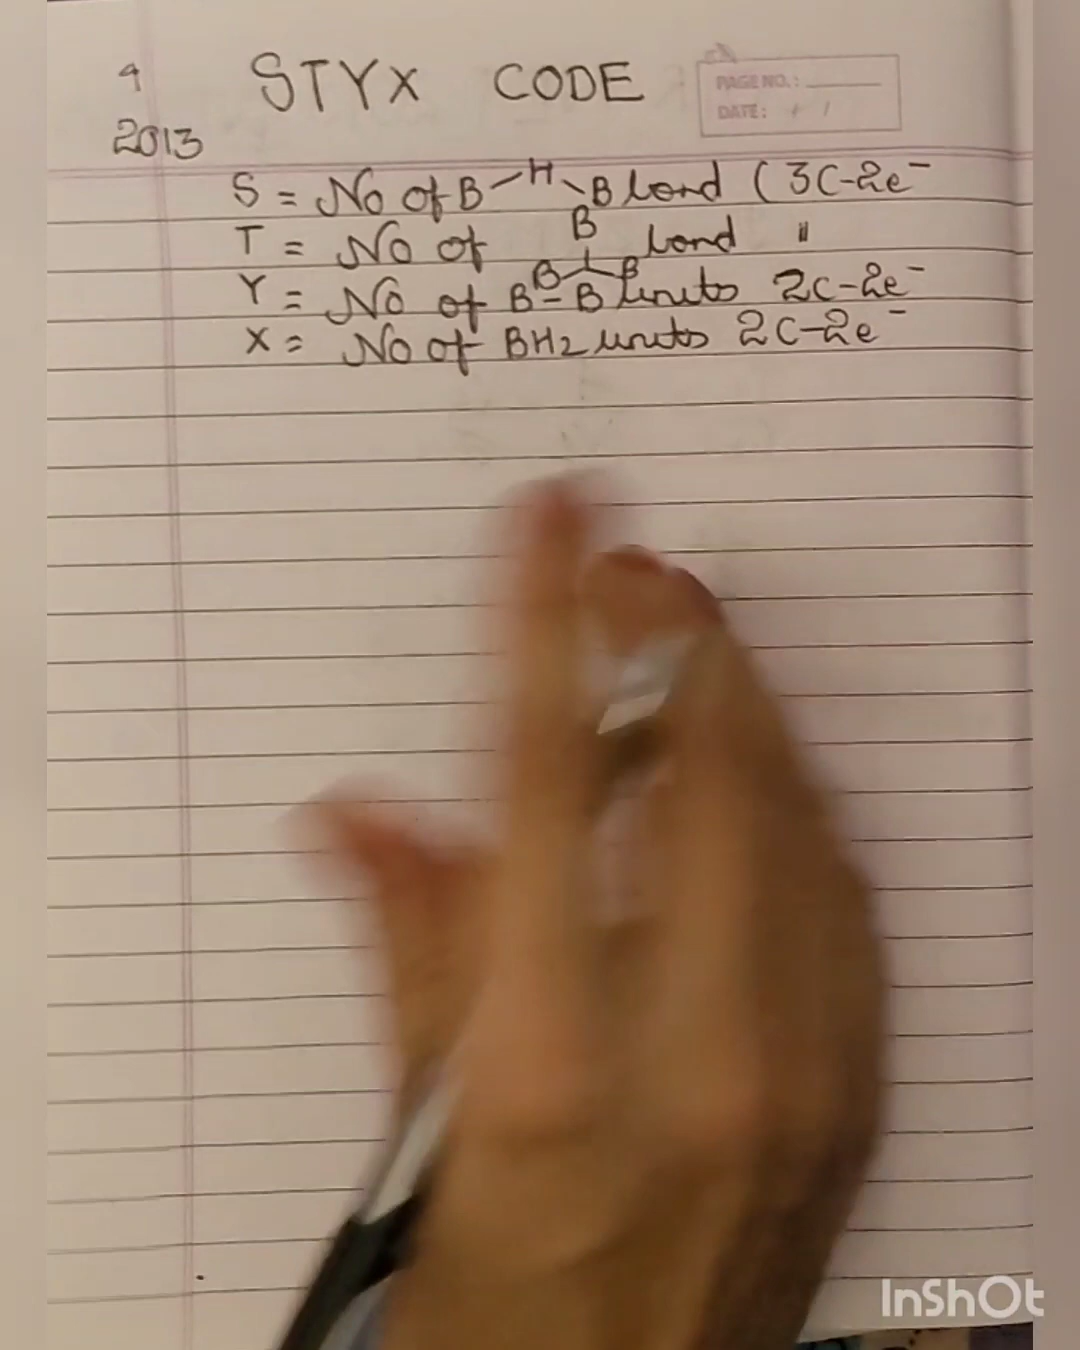 4
2013
STYX CODE
PAGE NO.:
DATE: / /
S = No of B-H-B bond (3C-2e⁻
T = No of B B B bond "
Y = No of B-B units 2C-2e⁻
X = No of BH2 units 2C-2e⁻
InShOt